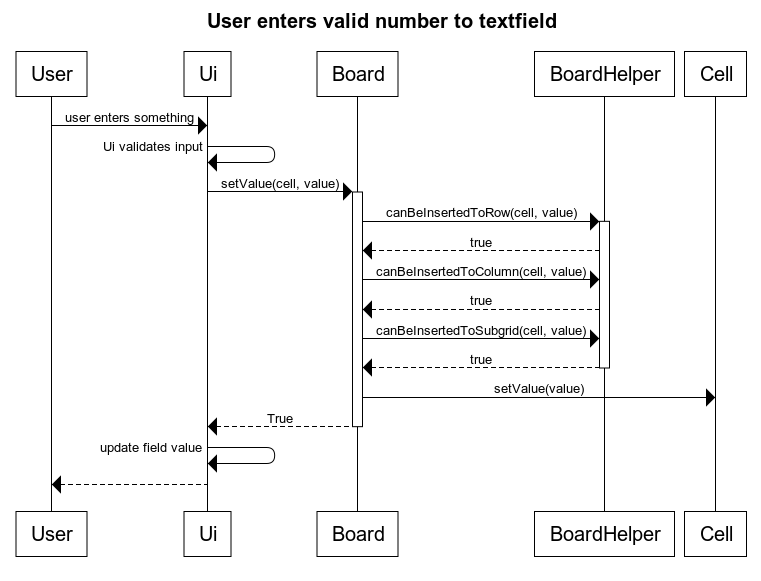 User enters valid number to textfield
User
Ui
Board
BoardHelper
Cell
user enters something
Ui validates input
setValue(cell, value)
canBeInsertedToRow(cell, value)
true
canBeInsertedToColumn(cell, value)
true
canBeInsertedToSubgrid(cell, value)
true
setValue(value)
True
update field value
User
Ui
Board
BoardHelper
Cell